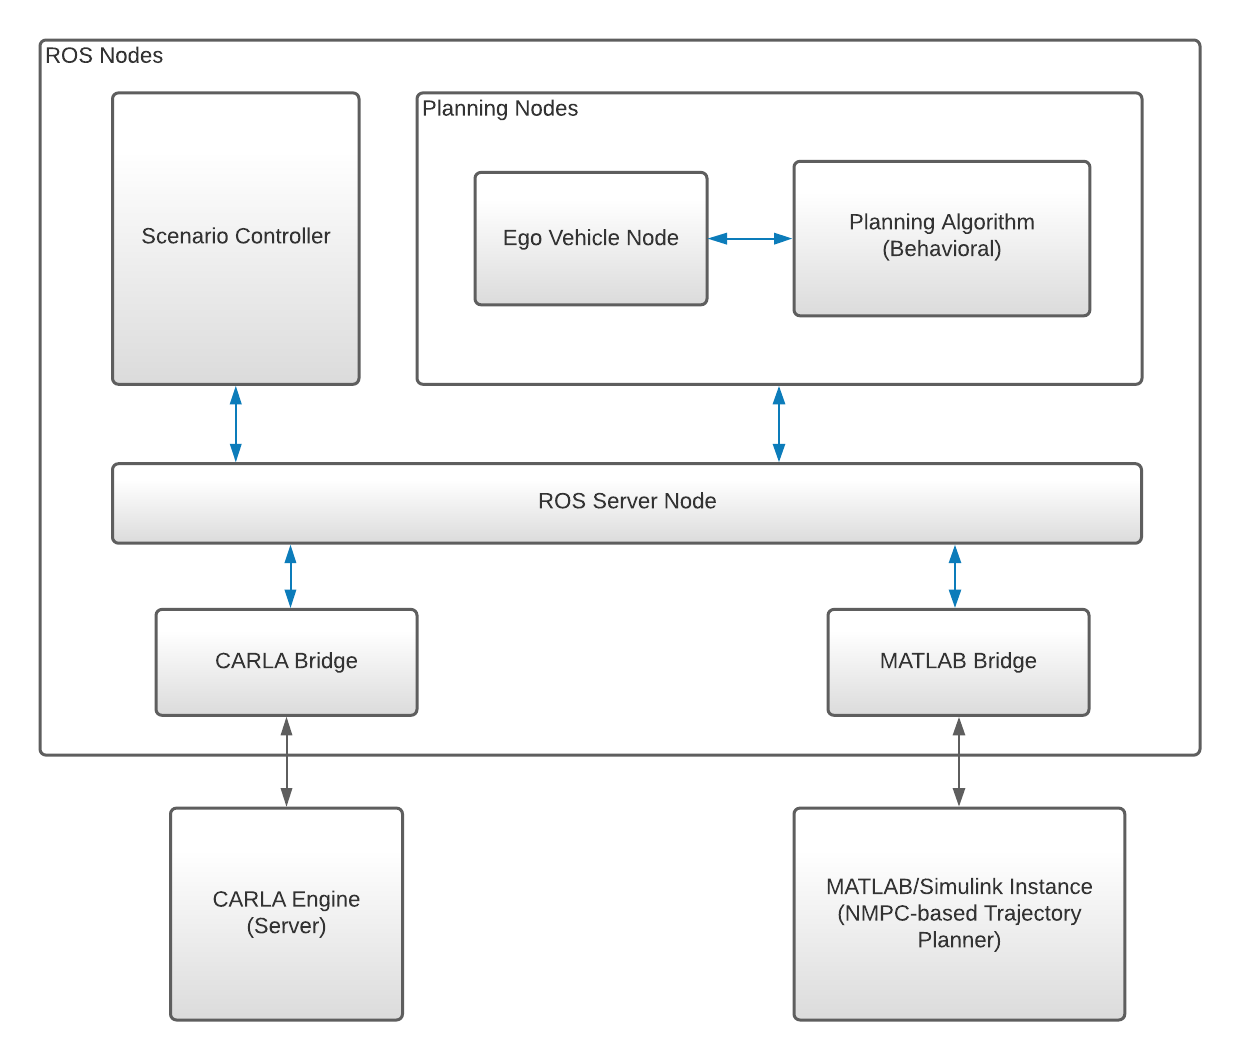 ROS Nodes
Scenario Controller
Planning Nodes
Ego Vehicle Node
Planning Algorithm
(Behavioral)
ROS Server Node
CARLA Bridge
MATLAB Bridge
CARLA Engine
(Server)
MATLAB/Simulink Instance
(NMPC-based Trajectory
Planner)